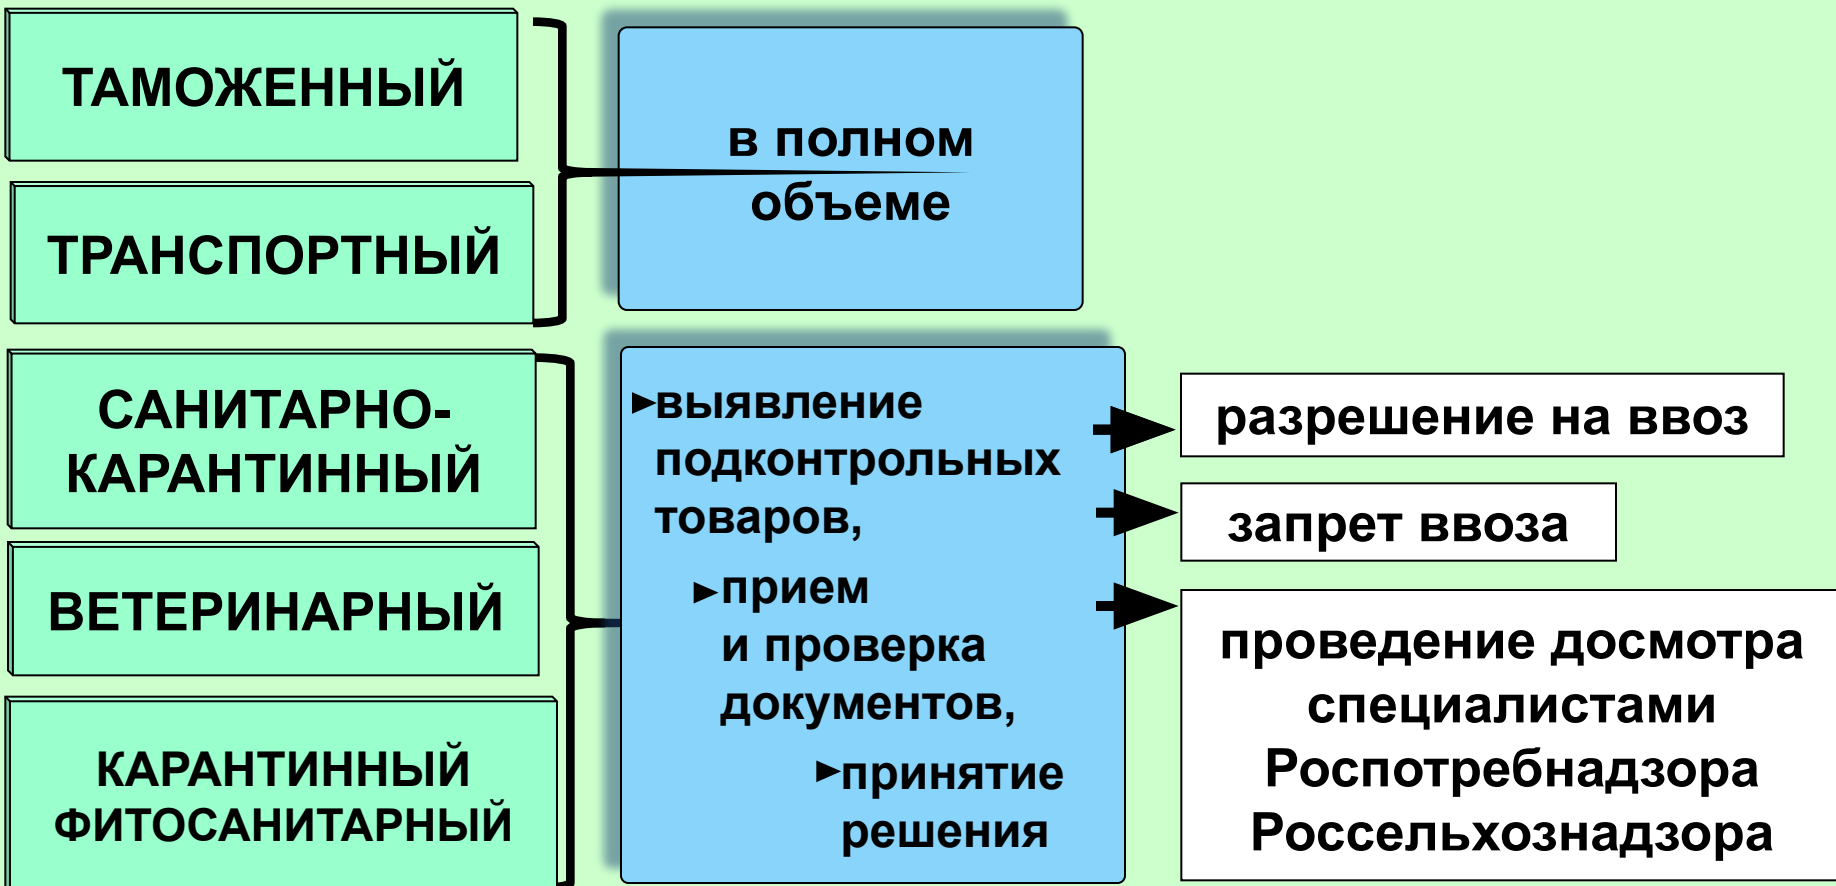 ТАМОЖЕННЫЙ
ТРАНСПОРТНЫЙ
в полном
объеме
САНИТАРНО-
КАРАНТИННЫЙ
ВЕТЕРИНАРНЫЙ
КАРАНТИННЫЙ
ФИТОСАНИТАРНЫЙ
►выявление
подконтрольных
товаров,
►прием
и проверка
документов,
►принятие
решения
разрешение на ввоз
запрет ввоза
проведение досмотра
специалистами
Роспотребнадзора
Россельхознадзора